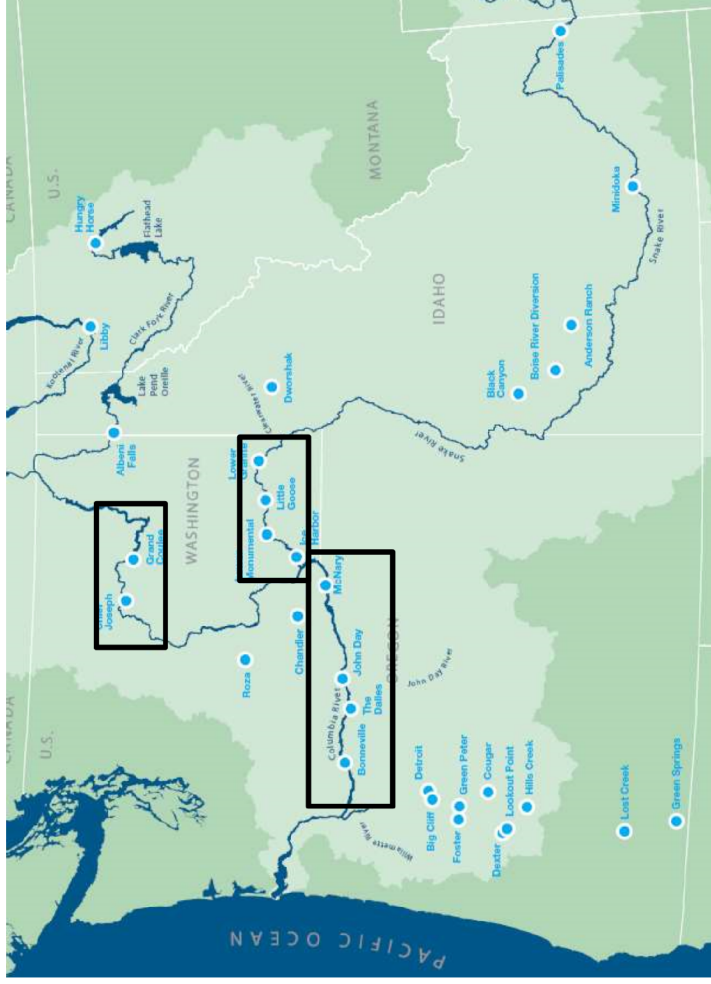 CANADA
U.S.
CANADA
U.S.
Hungry
Horse
Flathead
Lake
Libby
Kootenai River
Clark Fork River
Lake
Pend
Oreille
Albeni
Falls
Grand
Coulee
Joseph
WASHINGTON
MONTANA
Dworshak
Clearwater River
Lower
Granite
Little
Goose
Monumental
Ice
Harbor
McNary
Chandler
Roza
John Day
The
Dalles
Columbia River
Bonneville
OREGON
John Day River
Willamette
River
Detroit
Big Cliff
Green Peter
Foster
Cougar
Dexter
Lookout Point
Hills Creek
Lost Creek
Green Springs
PACIFIC OCEAN
IDAHO
Snake River
Black
Canyon
Boise River Diversion
Anderson Ranch
Minidoka
Snake River
Palisades